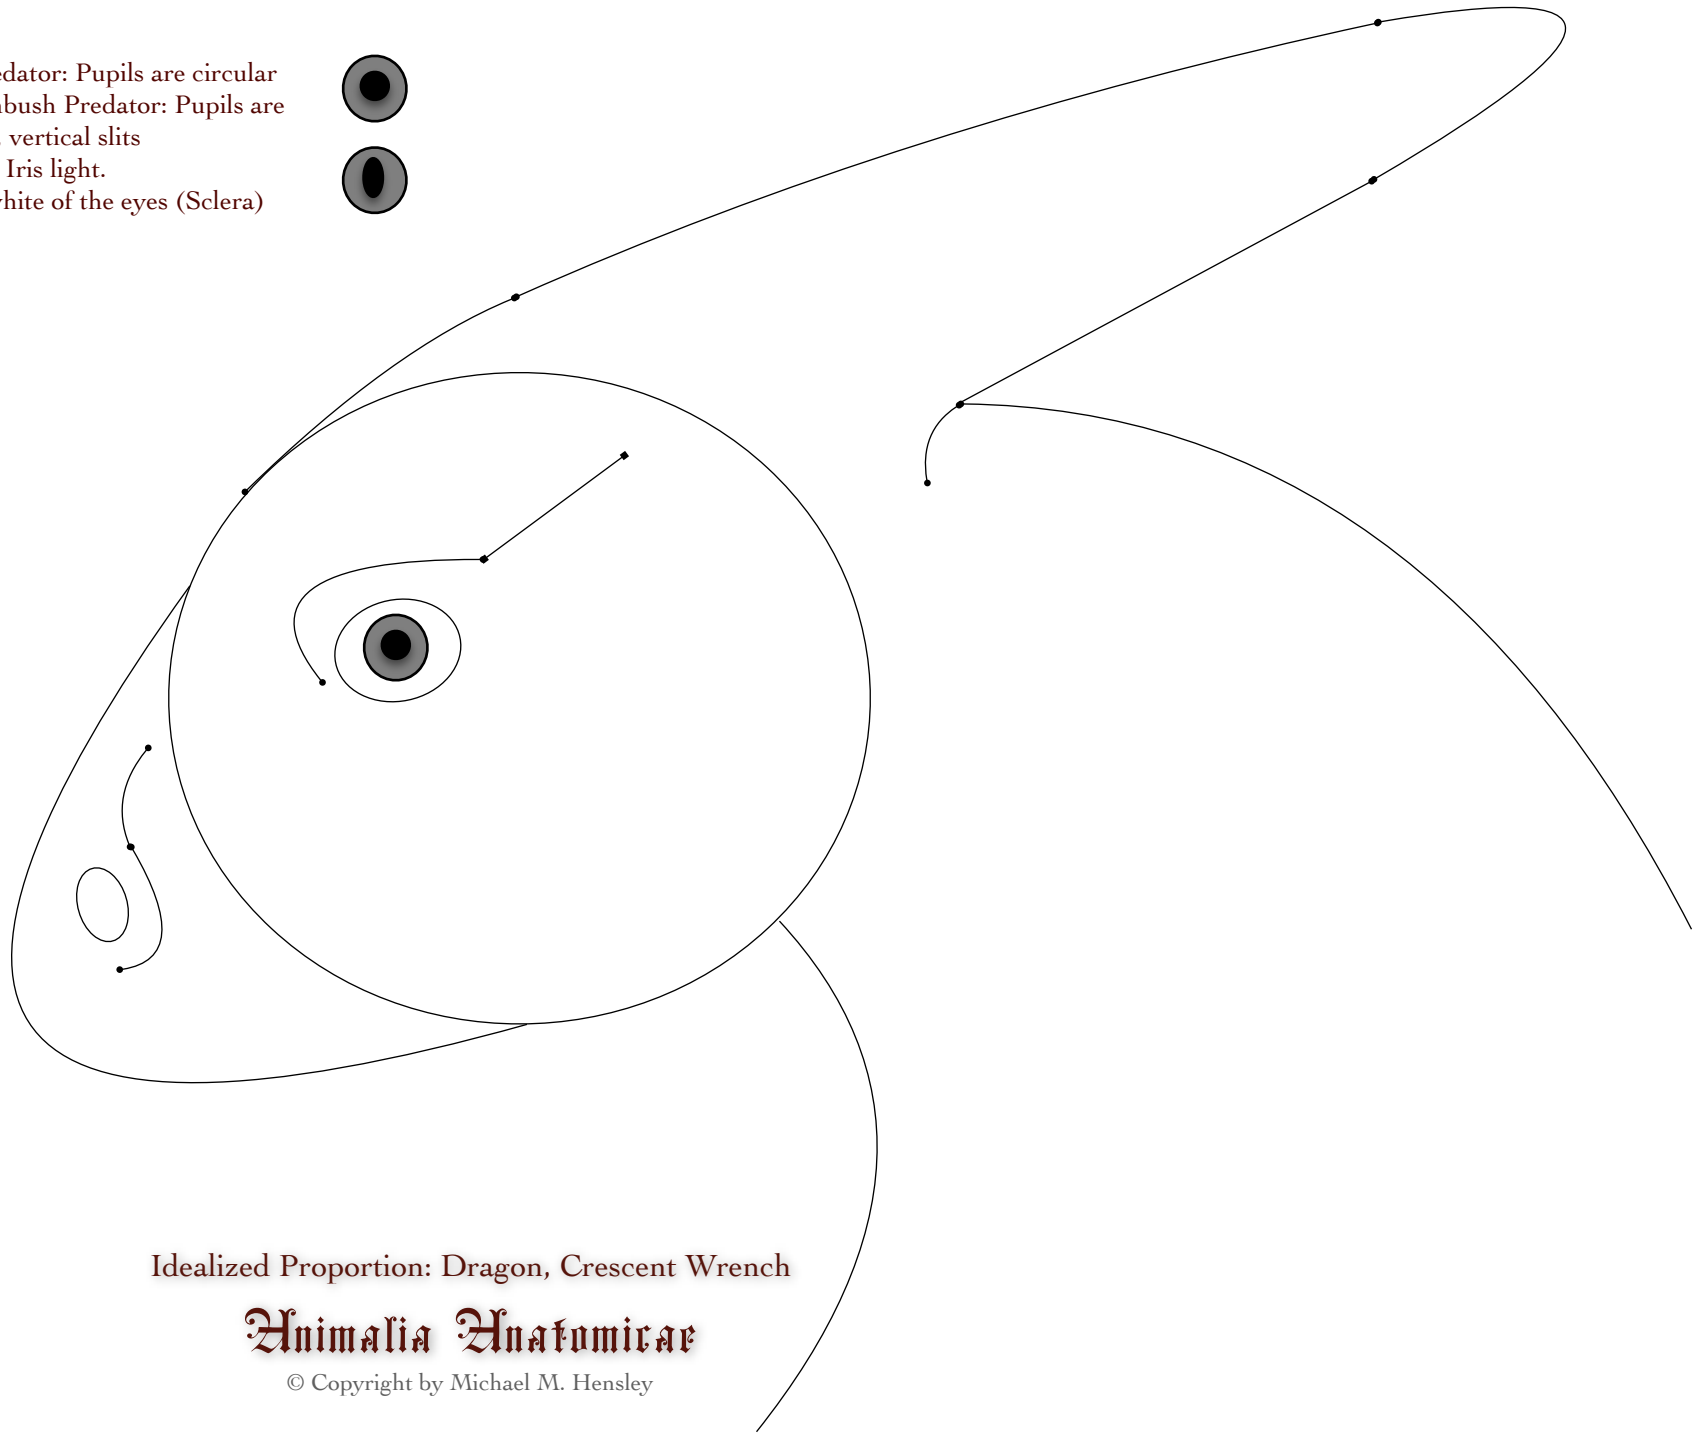 edator: Pupils are circular
nbush Predator: Pupils are
vertical slits
Iris light.
hite of the eyes (Sclera)
Idealized Proportion: Dragon, Crescent Wrench
Animalia Anatomicae
© Copyright by Michael M. Hensley